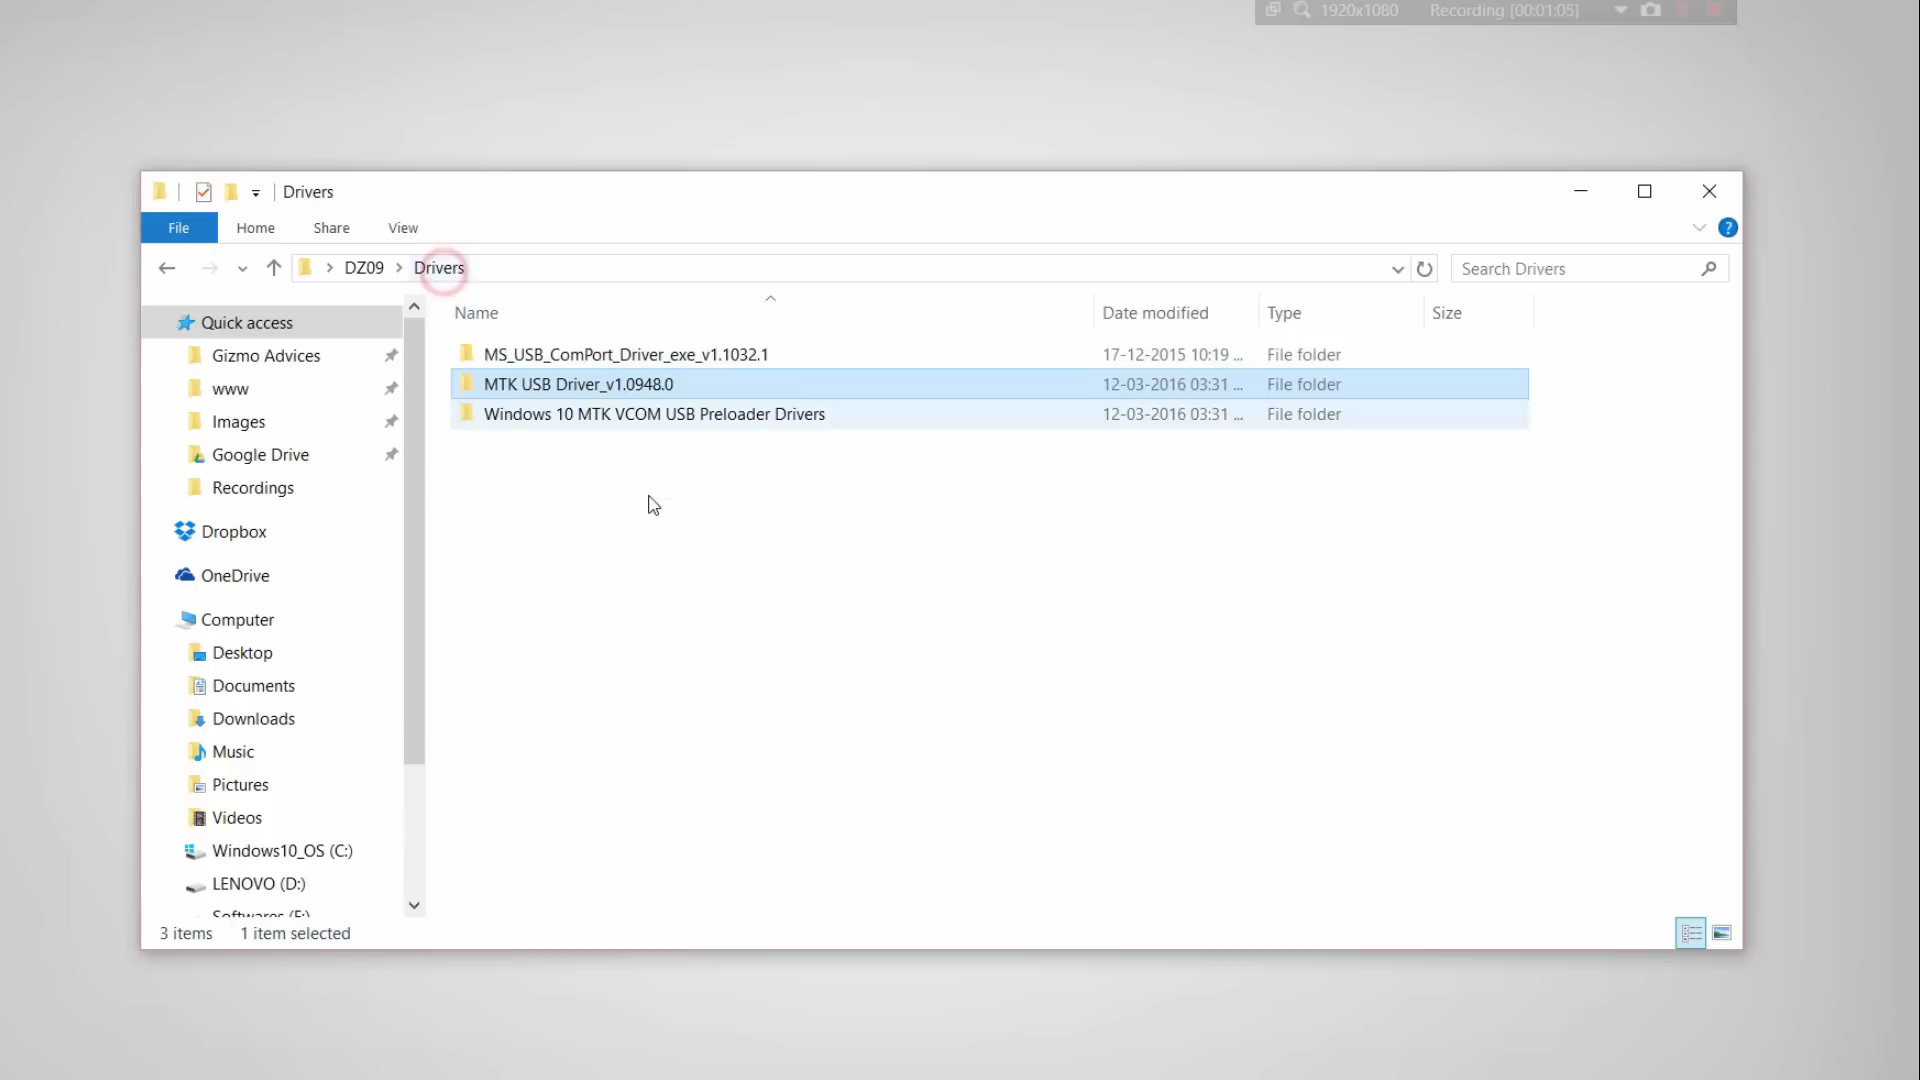 1920x1080 Recording [00:01:05]
Drivers
File Home Share View ?
DZ09 > Drivers Search Drivers
Name Date modified Type Size
Quick access
Gizmo Advices
www
Images
Google Drive
Recordings
Dropbox
OneDrive
Computer
Desktop
Documents
Downloads
Music
Pictures
Videos
Windows10_OS (C:)
LENOVO (D:)
Softwares (E:)
MS_USB_ComPort_Driver_exe_v1.1032.1 17-12-2015 10:19 ... File folder
MTK USB Driver_v1.0948.0 12-03-2016 03:31 ... File folder
Windows 10 MTK VCOM USB Preloader Drivers 12-03-2016 03:31 ... File folder
3 items 1 item selected